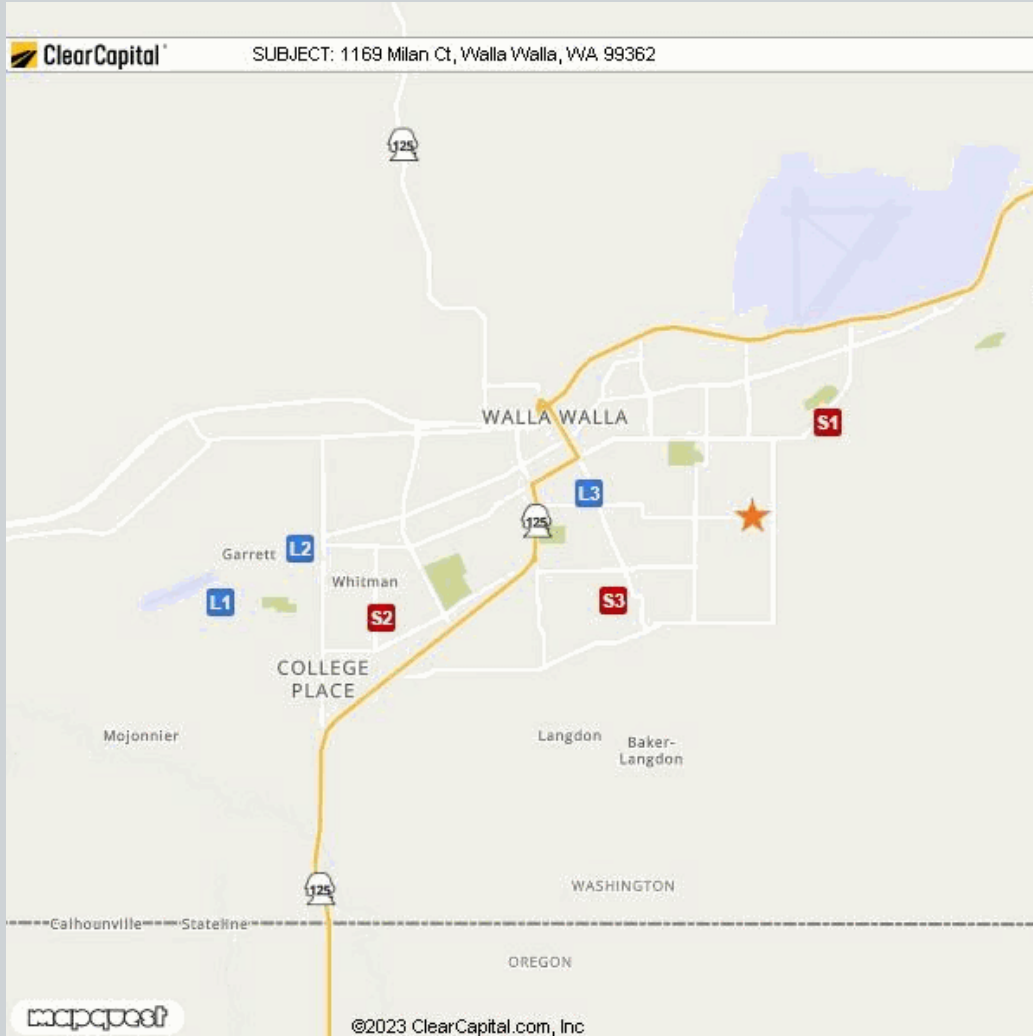 ClearCapital SUBJECT: 1169 Milan Ct, Walla Walla, WA 99362
125
WALLA WALLA
S1
L3
125
Garrett L2
Whitman
L1
S2
S3
COLLEGE
PLACE
Mojonnier
Langdon
Baker-
Langdon
125
WASHINGTON
Calhounville Stateline
OREGON
mapquest
©2023 ClearCapital.com, Inc